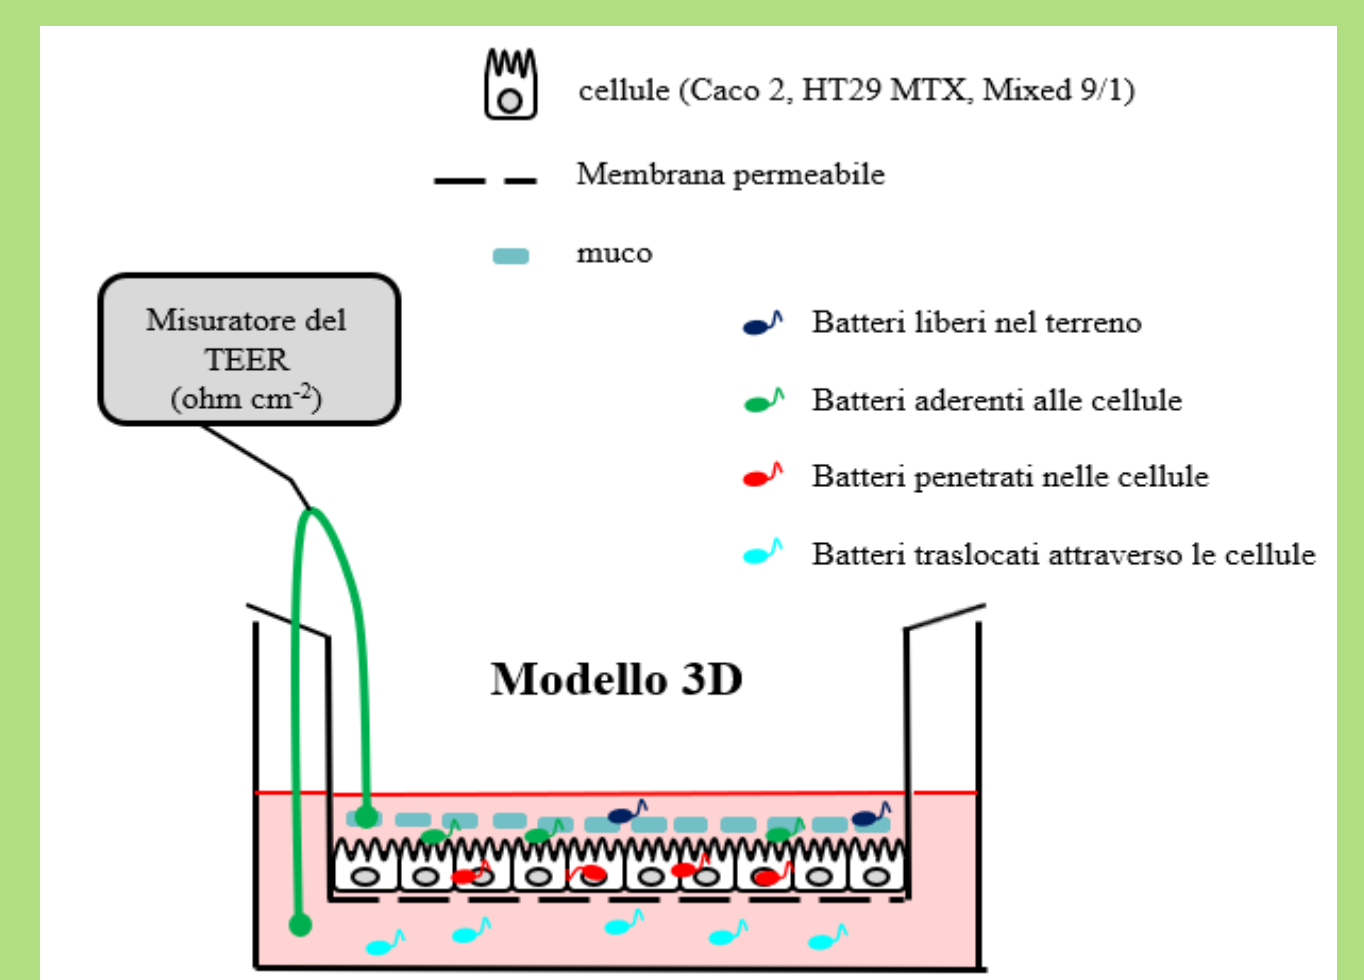 cellule (Caco 2, HT29 MTX, Mixed 9/1)
Membrana permeabile
muco
Misuratore del
TEER
(ohm cm⁻²)
Batteri liberi nel terreno
Batteri aderenti alle cellule
Batteri penetrati nelle cellule
Batteri traslocati attraverso le cellule
Modello 3D